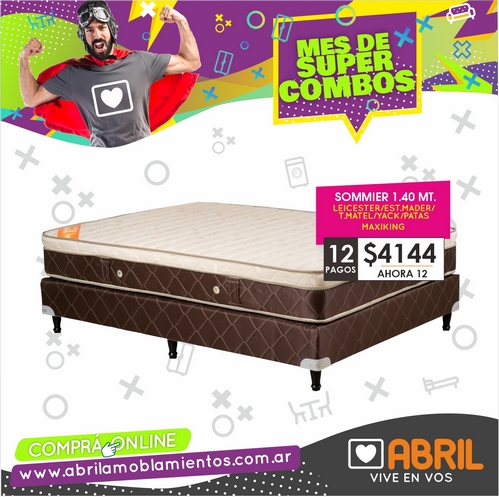 MES DE
SUPER
COMBOS
SOMMIER 1.40 MT.
LEICESTER/EST.MADER/
T.MATEL/YACK/PATAS
MAXIKING
12
PAGOS
$4144
AHORA 12
COMPRÁ ONLINE
www.abrilamoblamientos.com.ar
ABRIL
VIVE EN VOS